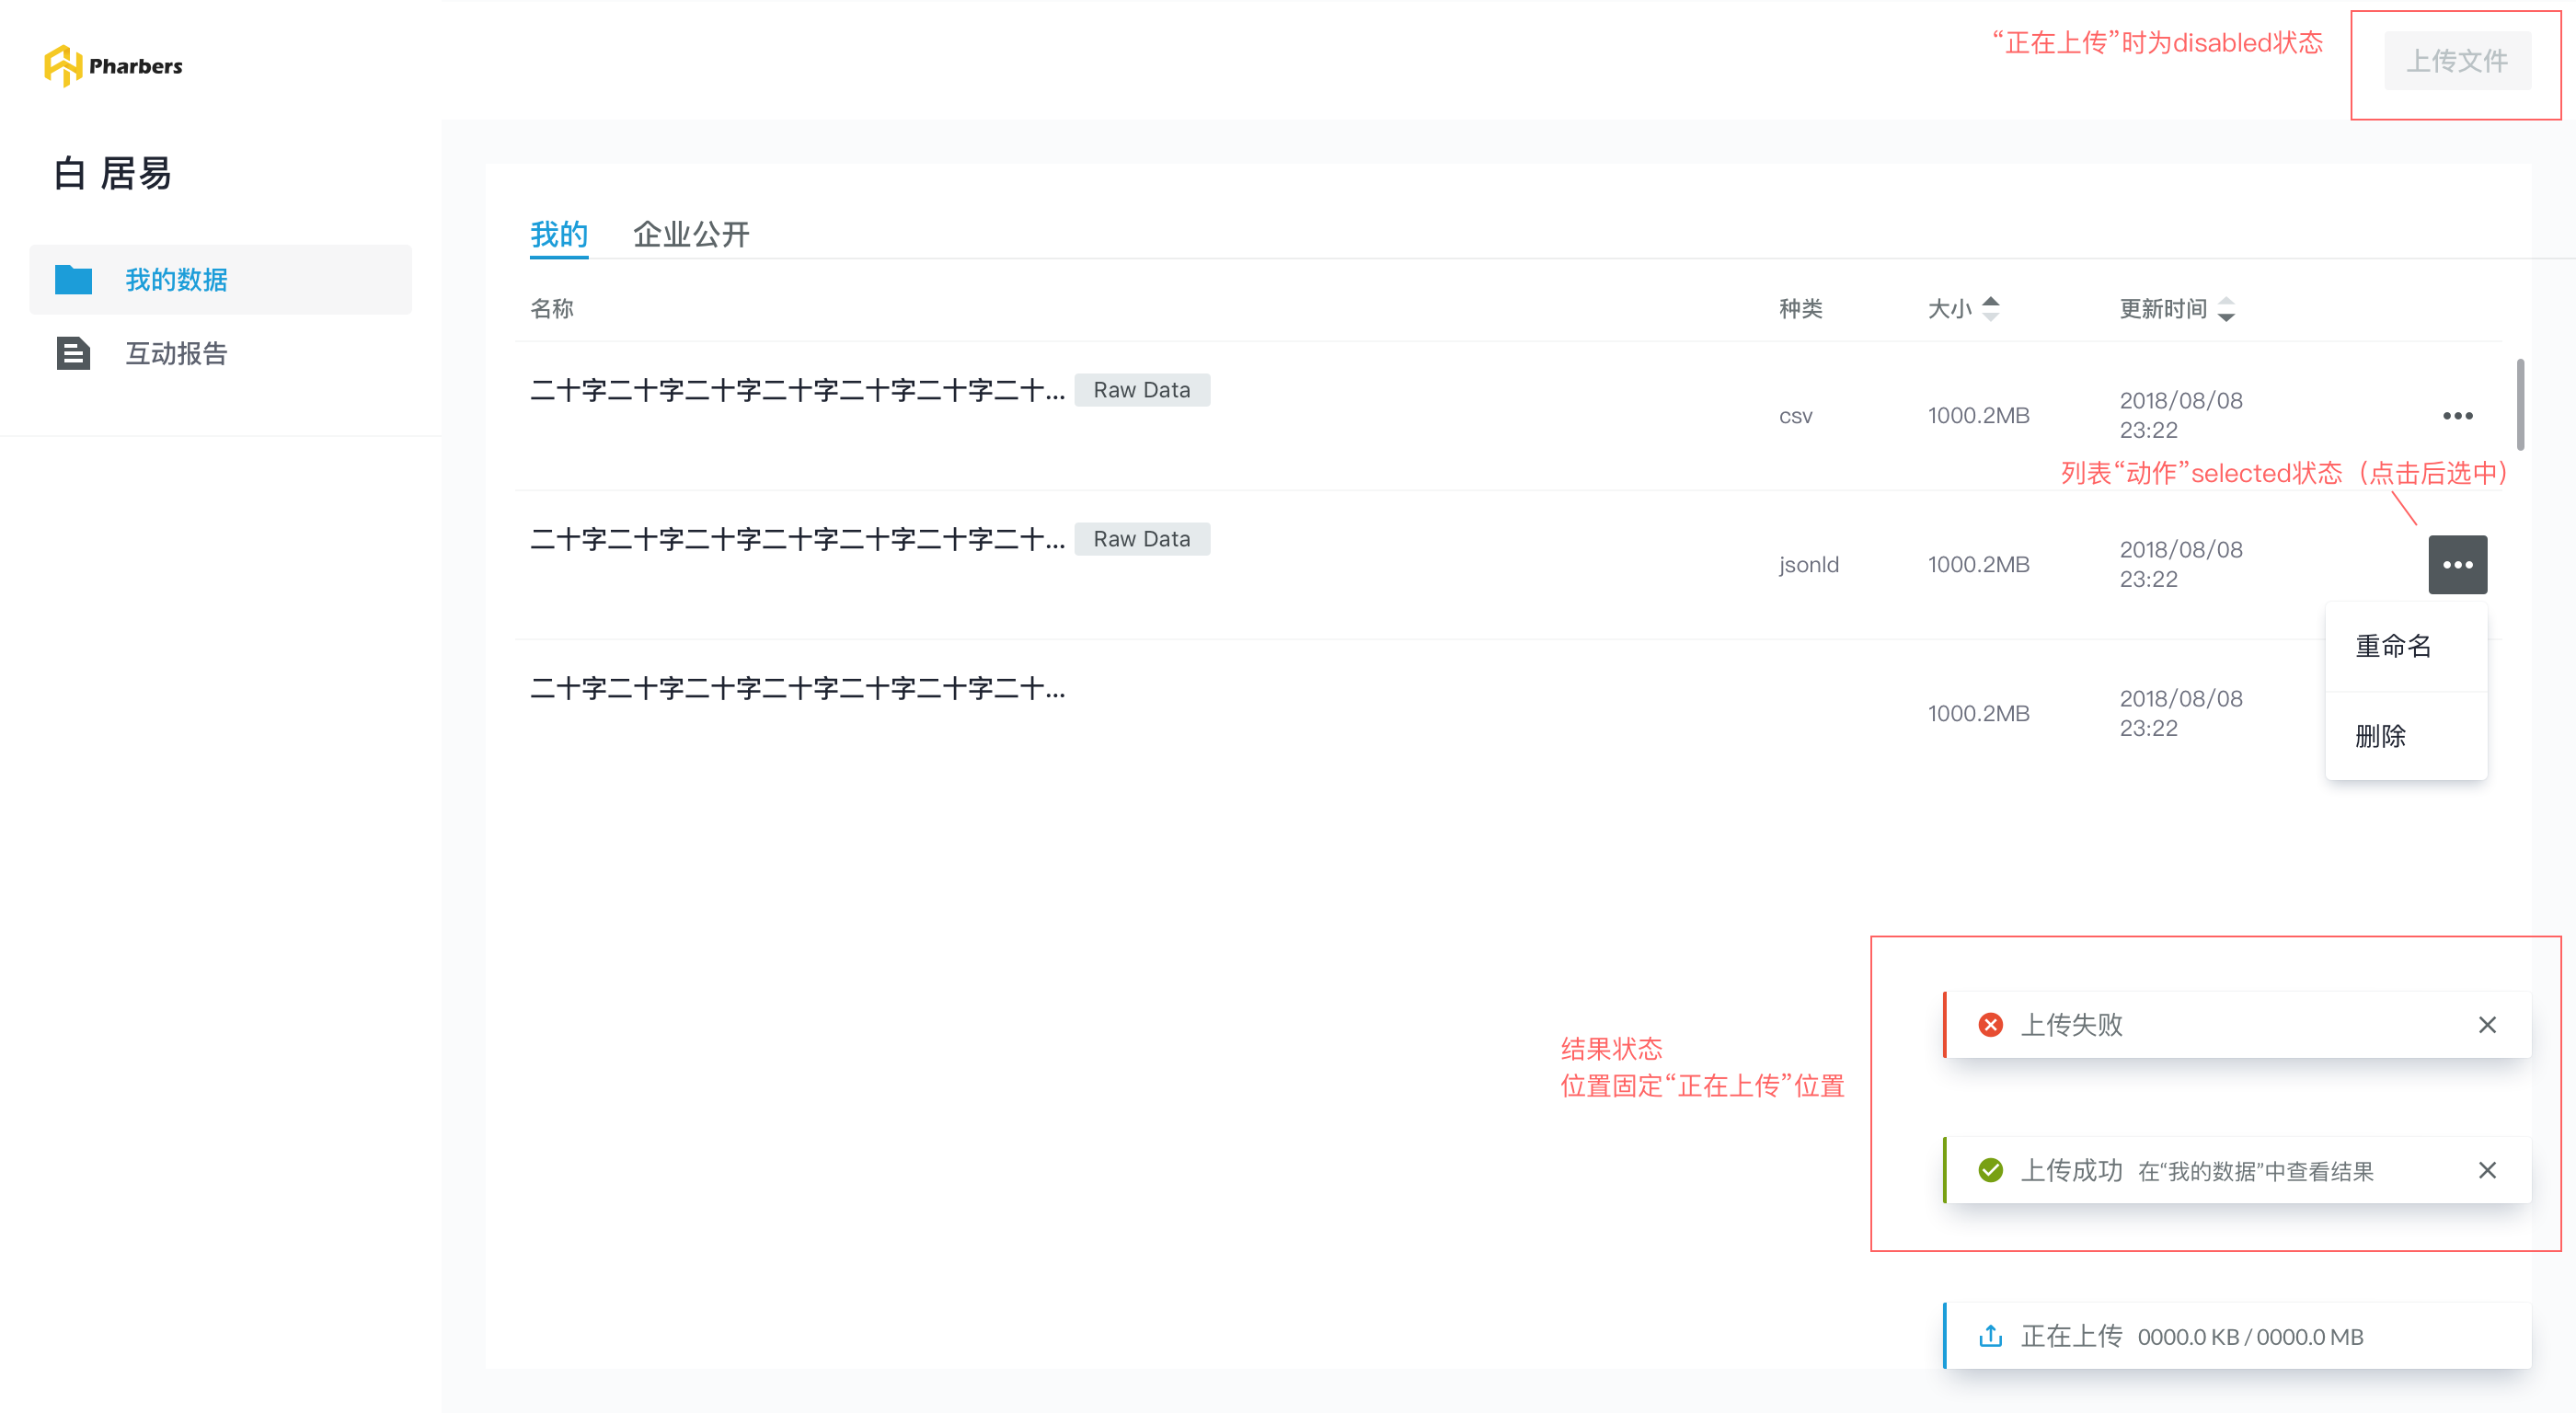 Pharbers
“正在上传”时为disabled状态
上传文件
白 居易
我的数据
互动报告
我的 企业公开
名称 种类 大小 更新时间
二十字二十字二十字二十字二十字二十字二十... Raw Data csv 1000.2MB 2018/08/08
23:22
列表“动作”selected状态（点击后选中）
二十字二十字二十字二十字二十字二十字二十... Raw Data jsonld 1000.2MB 2018/08/08
23:22
重命名
删除
二十字二十字二十字二十字二十字二十字二十... 1000.2MB 2018/08/08
23:22
结果状态
位置固定“正在上传”位置
上传失败
上传成功 在“我的数据”中查看结果
正在上传 0000.0 KB / 0000.0 MB